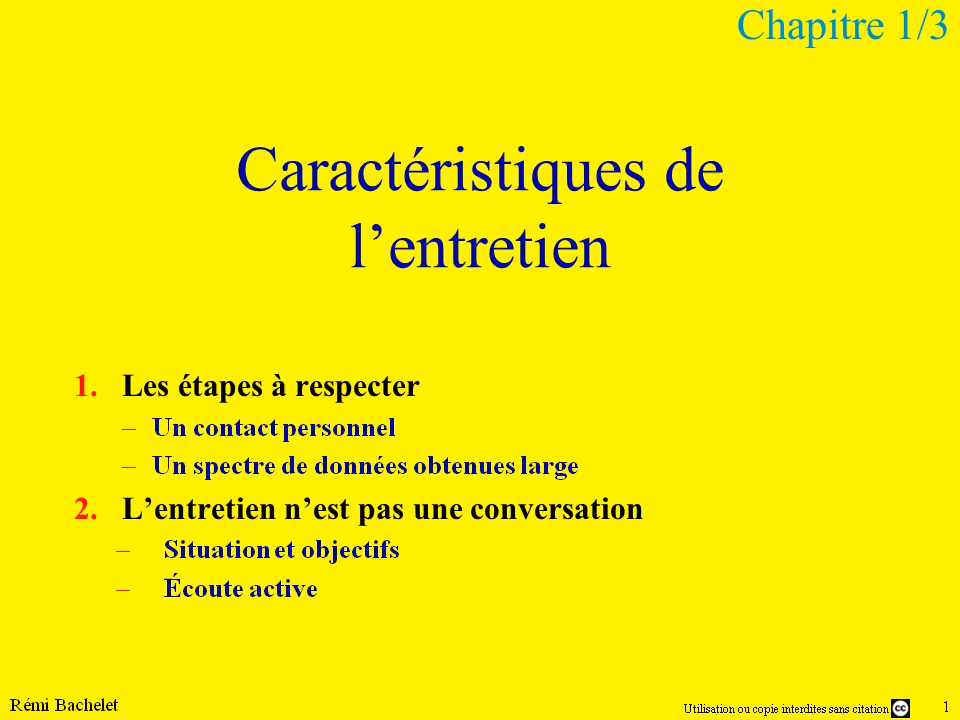 Chapitre 1/3
Caractéristiques de
l’entretien
1. Les étapes à respecter
– Un contact personnel
– Un spectre de données obtenues large
2. L’entretien n’est pas une conversation
– Situation et objectifs
– Écoute active
Rémi Bachelet
Utilisation ou copie interdites sans citation cc 1